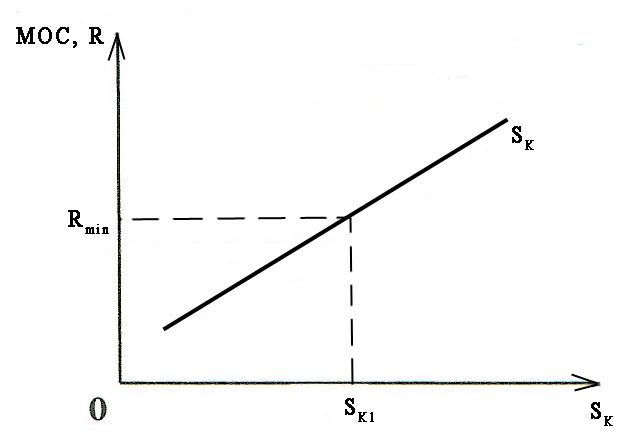 MOC, R
S_K
R_min
0
S_K1
S_K